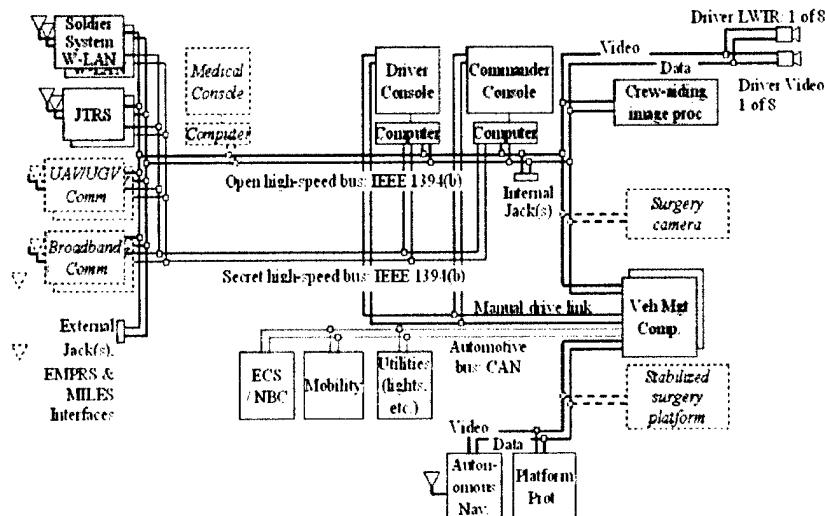 Soldier
System
W-LAN
W-LAN
JTRS
UAV/UGV
Comm
Broadband
Comm
External
Jack(s).
EMPRS &
MILES
Interfaces
Medical
Console
Computer
Driver
Console
Computer
Commander
Console
Computer
Open high-speed bus: IEEE 1394(b)
Internal
Jack(s)
Secret high-speed bus: IEEE 1394(b)
Manual drive link
Automotive
bus: CAN
ECS
/ NBC
Mobility
Utilities
(lights.
etc.)
Video
Data
Autón-
omous
Nav.
Platform
Prot
Driver LWIR: 1 of 8
Video
Data
Driver Video
1 of 8
Crew-aiding
image proc
Surgery
camera
Veh Mgt
Comp.
Stabilized
surgery
platform